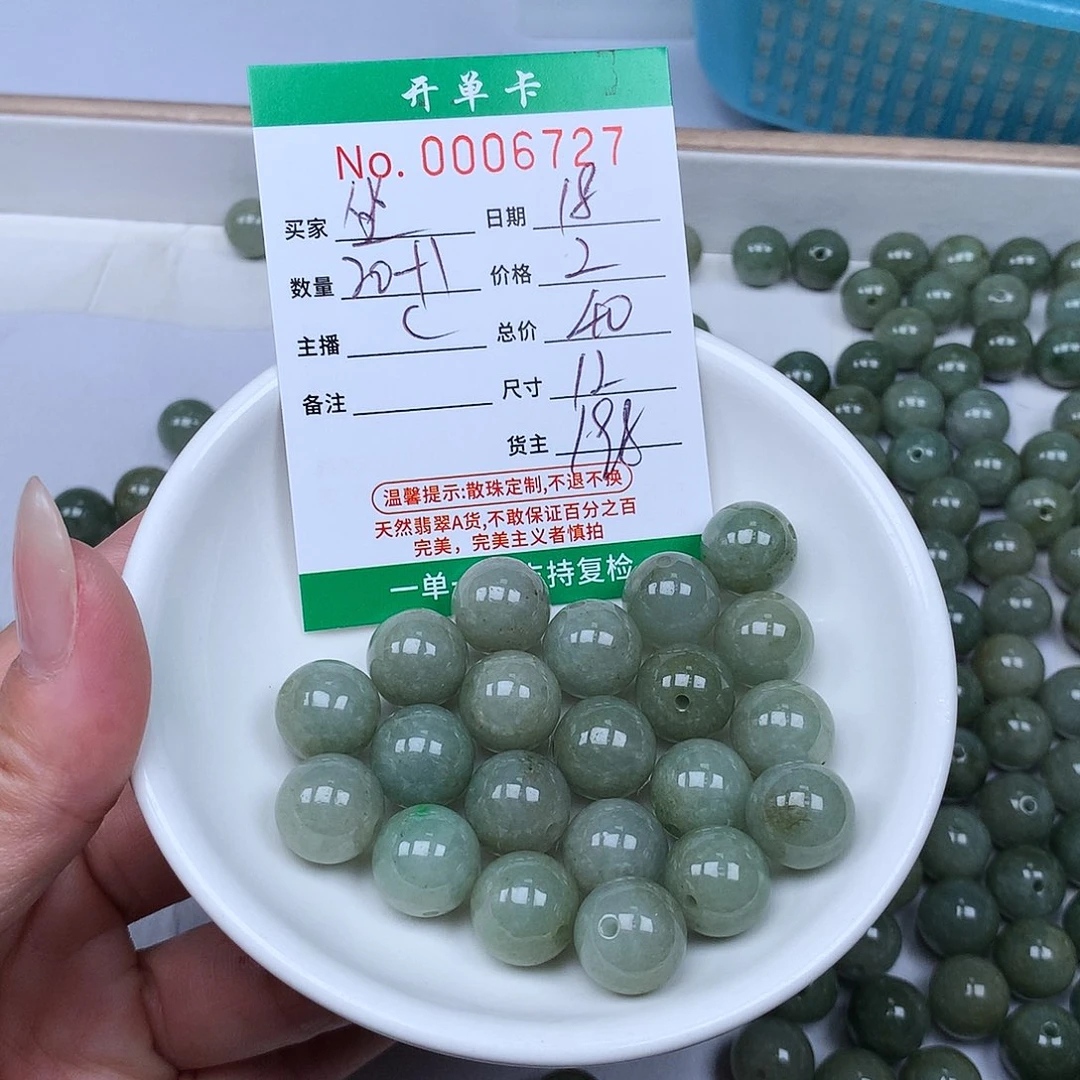 开单卡
No. 0006727
买家 日期 18
数量 20+1 价格 2
主播 C 总价 40
备注 尺寸 12
货主 198
温馨提示:散珠定制,不退不换
天然翡翠A货,不敢保证百分之百
完美，完美主义者慎拍
一单 持复检